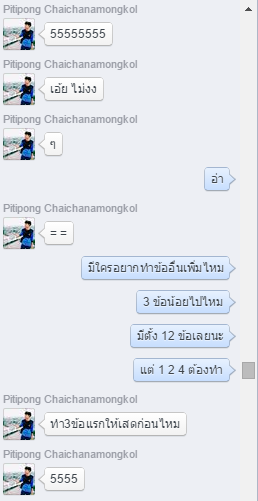 Pitipong Chaichanamongkol
55555555
Pitipong Chaichanamongkol
เอ้ย ไม่งง
Pitipong Chaichanamongkol
ๆ
อ่า
Pitipong Chaichanamongkol
= =
มีใครอยากทำข้ออื่นเพิ่มไหม
3 ข้อน้อยไปไหม
มีตั้ง 12 ข้อเลยนะ
แต่ 1 2 4 ต้องทำ
Pitipong Chaichanamongkol
ทำ3ข้อแรกให้เสดก่อนไหม
Pitipong Chaichanamongkol
5555